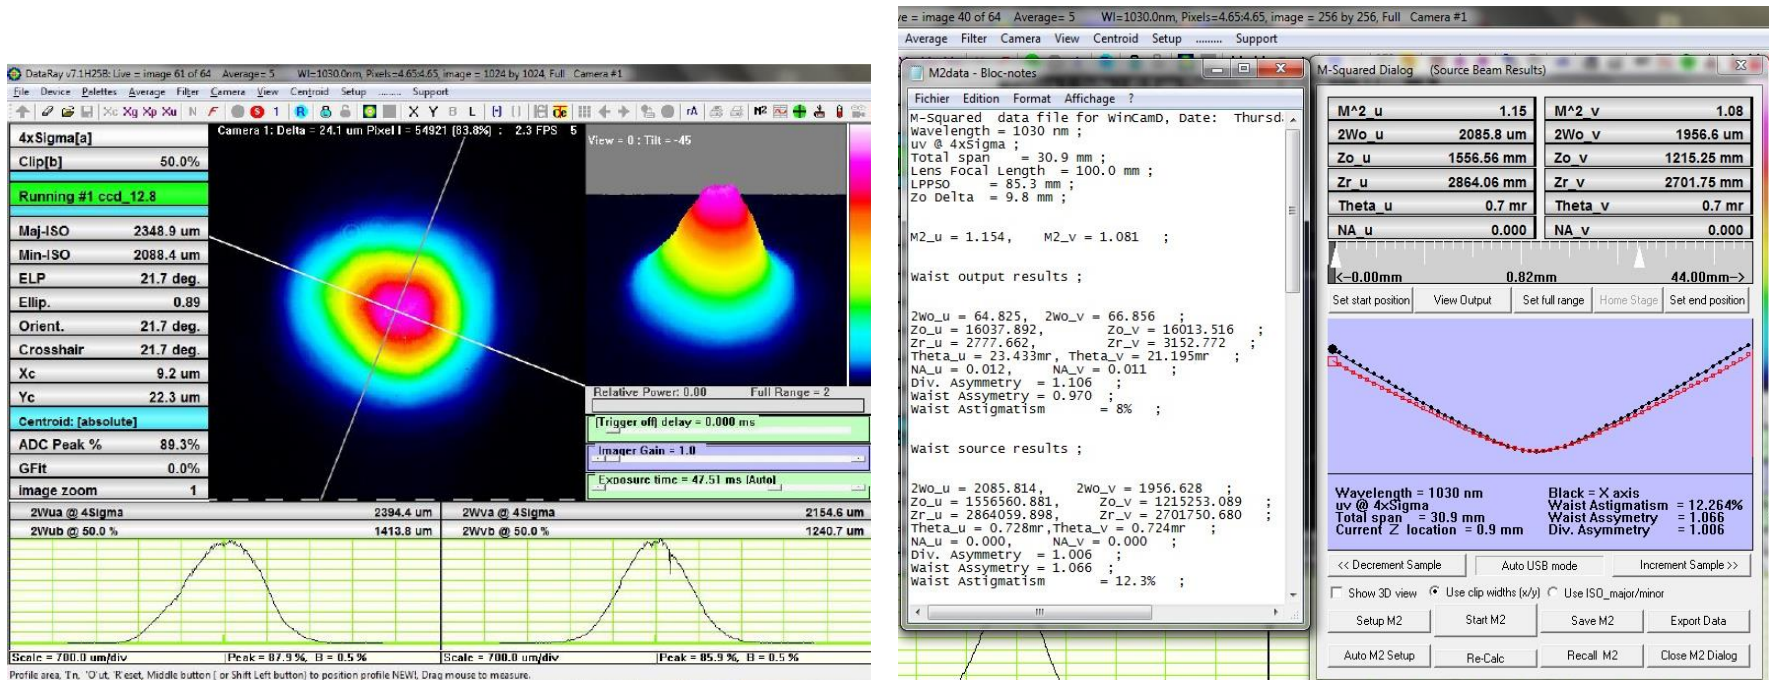 DataRay v7.1H25B: Live = image 61 of 64 Average= 5 Wl=1030.0nm, Pixels=4.65:4.65, image = 1024 by 1024, Full Camera #1
File Device Palettes Average Filter Camera View Centroid Setup ........ Support
Xc Xg Xp Xu N F S 1 R X Y B L [-] rA M²
4xSigma[a]
Clip[b] 50.0%
Running #1 ccd_12.8
Maj-ISO 2348.9 um
Min-ISO 2088.4 um
ELP 21.7 deg.
Ellip. 0.89
Orient. 21.7 deg.
Crosshair 21.7 deg.
Xc 9.2 um
Yc 22.3 um
Centroid: [absolute]
ADC Peak % 89.3%
GFit 0.0%
image zoom 1
Camera 1: Delta = 24.1 um Pixel I = 54921 (83.8%) : 2.3 FPS 5
View = 0 : Tilt = -45
Relative Power: 0.00 Full Range = 2
[Trigger off] delay = 0.000 ms
Imager Gain = 1.0
Exposure time = 47.51 ms (Auto)
2Wua @ 4Sigma 2394.4 um
2Wub @ 50.0 % 1413.8 um
2Wva @ 4Sigma 2154.6 um
2Wvb @ 50.0 % 1240.7 um
Scale = 700.0 um/div Peak = 87.9 %, B = 0.5 %
Scale = 700.0 um/div Peak = 85.9 %, B = 0.5 %
Profile area, 'I'n, 'O'ut, 'R'eset, Middle button [ or Shift Left button] to position profile NEW!, Drag mouse to measure.
ve = image 40 of 64 Average= 5 Wl=1030.0nm, Pixels=4.65:4.65, image = 256 by 256, Full Camera #1
Average Filter Camera View Centroid Setup ........ Support
M2data - Bloc-notes
Fichier Edition Format Affichage ?
M-Squared data file for WinCamD, Date: Thursd
Wavelength = 1030 nm ;
uv @ 4xSigma ;
Total span = 30.9 mm ;
Lens Focal Length = 100.0 mm ;
LPPSO = 85.3 mm ;
Zo Delta = 9.8 mm ;
M2_u = 1.154, M2_v = 1.081 ;
Waist output results ;
2Wo_u = 64.825, 2Wo_v = 66.856 ;
Zo_u = 16037.892, Zo_v = 16013.516 ;
Zr_u = 2777.662, Zr_v = 3152.772 ;
Theta_u = 23.433mr, Theta_v = 21.195mr ;
NA_u = 0.012, NA_v = 0.011 ;
Div. Asymmetry = 1.106 ;
Waist Assymetry = 0.970 ;
Waist Astigmatism = 8% ;
Waist source results ;
2Wo_u = 2085.814, 2Wo_v = 1956.628 ;
Zo_u = 1556560.881, Zo_v = 1215253.089 ;
Zr_u = 2864059.898, Zr_v = 2701750.680 ;
Theta_u = 0.728mr,Theta_v = 0.724mr ;
NA_u = 0.000, NA_v = 0.000 ;
Div. Asymmetry = 1.006 ;
Waist Assymetry = 1.066 ;
Waist Astigmatism = 12.3% ;
M-Squared Dialog (Source Beam Results)
M^2_u 1.15 M^2_v 1.08
2Wo_u 2085.8 um 2Wo_v 1956.6 um
Zo_u 1556.56 mm Zo_v 1215.25 mm
Zr_u 2864.06 mm Zr_v 2701.75 mm
Theta_u 0.7 mr Theta_v 0.7 mr
NA_u 0.000 NA_v 0.000
<-0.00mm 0.82mm 44.00mm->
Set start position View Output Set full range Home Stage Set end position
Wavelength = 1030 nm
uv @ 4xSigma
Total span = 30.9 mm
Current Z location = 0.9 mm
Black = X axis
Waist Astigmatism = 12.264%
Waist Assymetry = 1.066
Div. Asymmetry = 1.006
<< Decrement Sample Auto USB mode Increment Sample >>
Show 3D view Use clip widths (x/y) Use ISO_major/minor
Setup M2 Start M2 Save M2 Export Data
Auto M2 Setup Re-Calc Recall M2 Close M2 Dialog